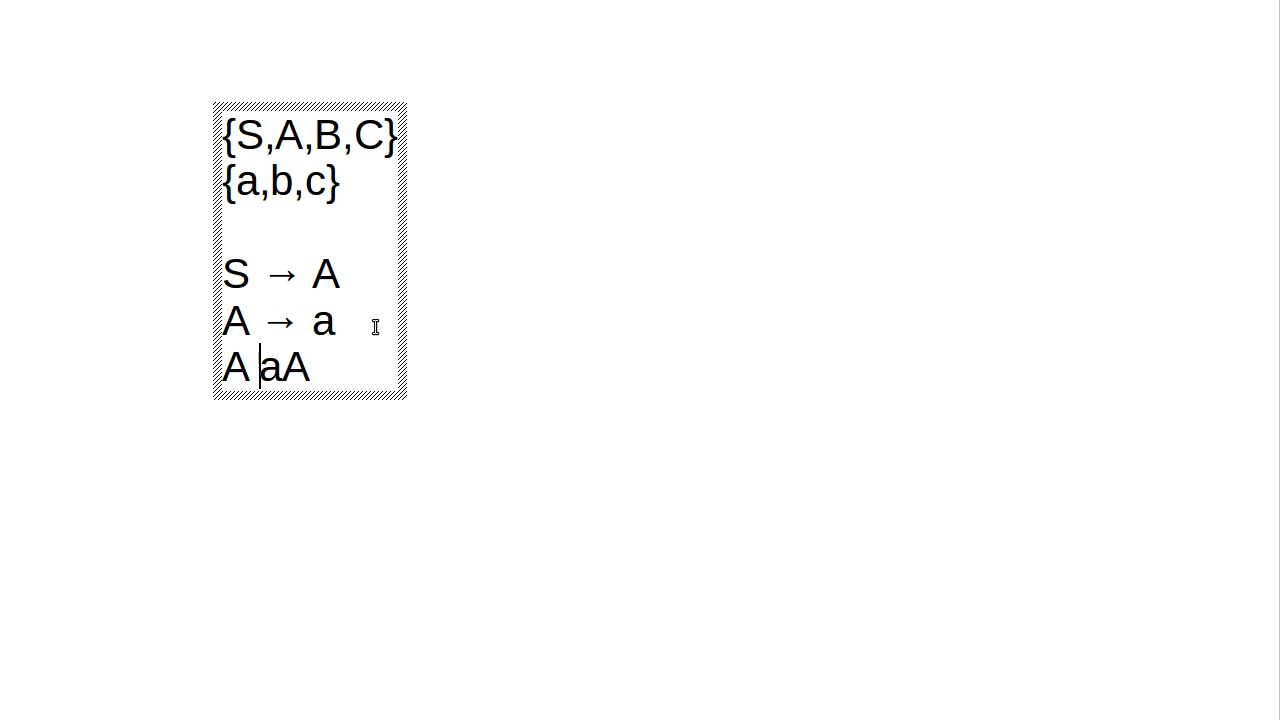 {S,A,B,C}
{a,b,c}
S → A
A → a
A aA